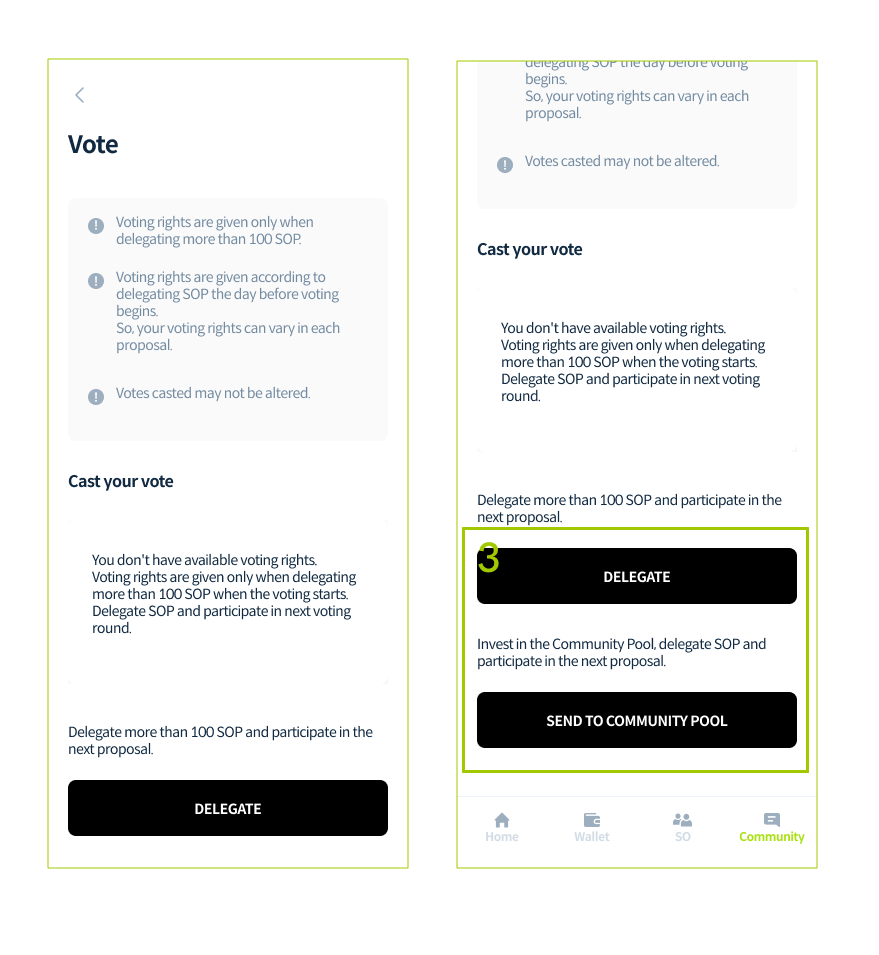 Vote
Voting rights are given only when
delegating more than 100 SOP.
Voting rights are given according to
delegating SOP the day before voting
begins.
So, your voting rights can vary in each
proposal.
Votes casted may not be altered.
Cast your vote
You don't have available voting rights.
Voting rights are given only when delegating
more than 100 SOP when the voting starts.
Delegate SOP and participate in next voting
round.
Delegate more than 100 SOP and participate in the
next proposal.
DELEGATE
delegating SOP the day before voting
begins.
So, your voting rights can vary in each
proposal.
Votes casted may not be altered.
Cast your vote
You don't have available voting rights.
Voting rights are given only when delegating
more than 100 SOP when the voting starts.
Delegate SOP and participate in next voting
round.
Delegate more than 100 SOP and participate in the
next proposal.
3
DELEGATE
Invest in the Community Pool, delegate SOP and
participate in the next proposal.
SEND TO COMMUNITY POOL
Home Wallet SO Community